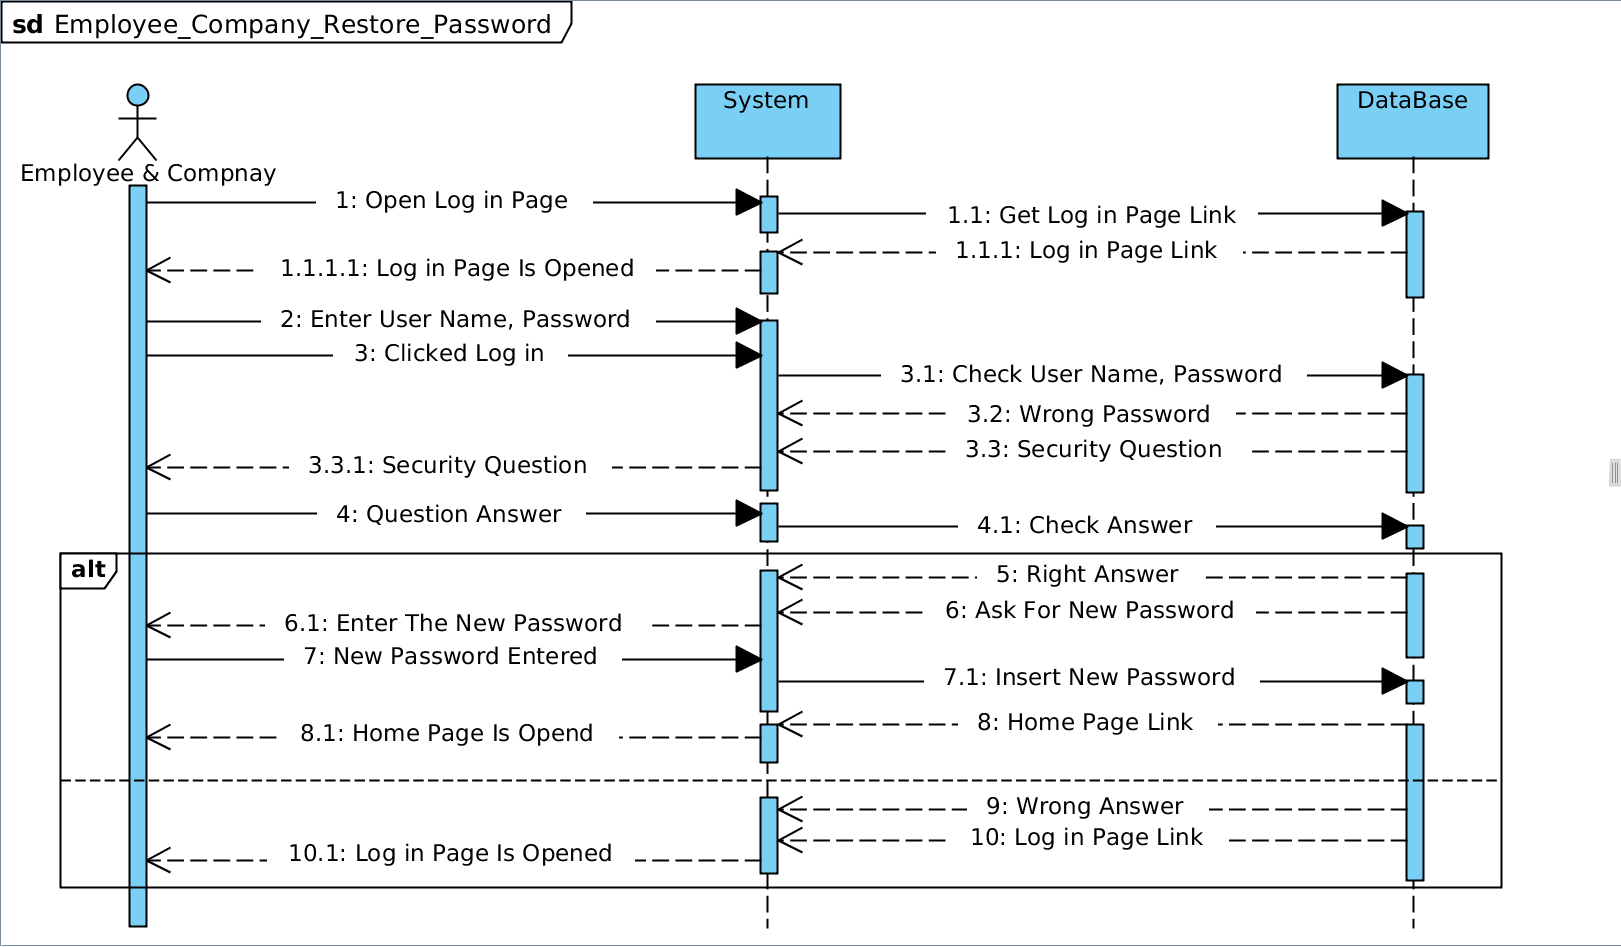 sd Employee_Company_Restore_Password
System
DataBase
Employee & Compnay
1: Open Log in Page
1.1: Get Log in Page Link
1.1.1: Log in Page Link
1.1.1.1: Log in Page Is Opened
2: Enter User Name, Password
3: Clicked Log in
3.1: Check User Name, Password
3.2: Wrong Password
3.3: Security Question
3.3.1: Security Question
4: Question Answer
4.1: Check Answer
alt
5: Right Answer
6: Ask For New Password
6.1: Enter The New Password
7: New Password Entered
7.1: Insert New Password
8: Home Page Link
8.1: Home Page Is Opend
9: Wrong Answer
10: Log in Page Link
10.1: Log in Page Is Opened